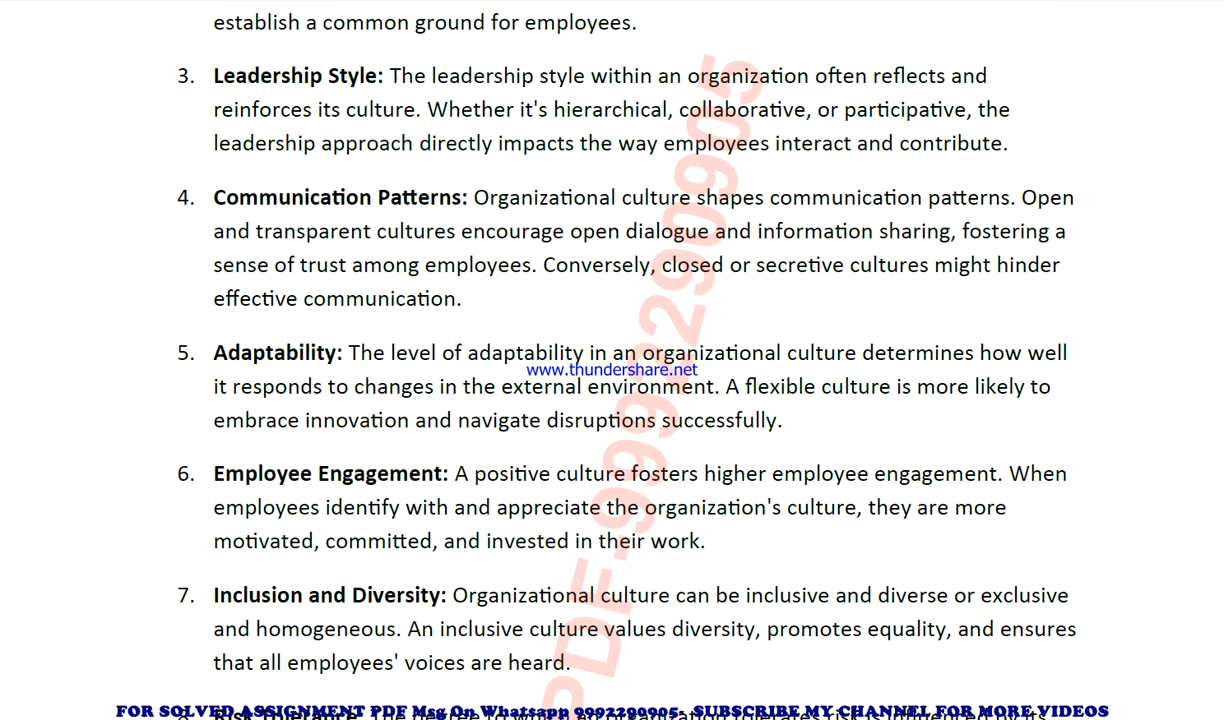 establish a common ground for employees.
3. Leadership Style: The leadership style within an organization often reflects and
reinforces its culture. Whether it's hierarchical, collaborative, or participative, the
leadership approach directly impacts the way employees interact and contribute.
4. Communication Patterns: Organizational culture shapes communication patterns. Open
and transparent cultures encourage open dialogue and information sharing, fostering a
sense of trust among employees. Conversely, closed or secretive cultures might hinder
effective communication.
5. Adaptability: The level of adaptability in an organizational culture determines how well
www.thundershare.net
it responds to changes in the external environment. A flexible culture is more likely to
embrace innovation and navigate disruptions successfully.
6. Employee Engagement: A positive culture fosters higher employee engagement. When
employees identify with and appreciate the organization's culture, they are more
motivated, committed, and invested in their work.
7. Inclusion and Diversity: Organizational culture can be inclusive and diverse or exclusive
and homogeneous. An inclusive culture values diversity, promotes equality, and ensures
that all employees' voices are heard.
PDF-9992290905
FOR SOLVED ASSIGNMENT PDF Msg On Whatsapp 9992290905- SUBSCRIBE MY CHANNEL FOR MORE VIDEOS